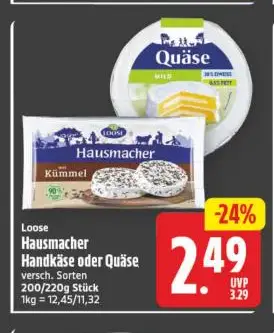 Quäse
MILD
LOOSE
Hausmacher
Kümmel
90%
-24%
Loose
Hausmacher
Handkäse oder Quäse
versch. Sorten
200/220g Stück
1kg = 12,45/11,32
2.49
UVP
3.29